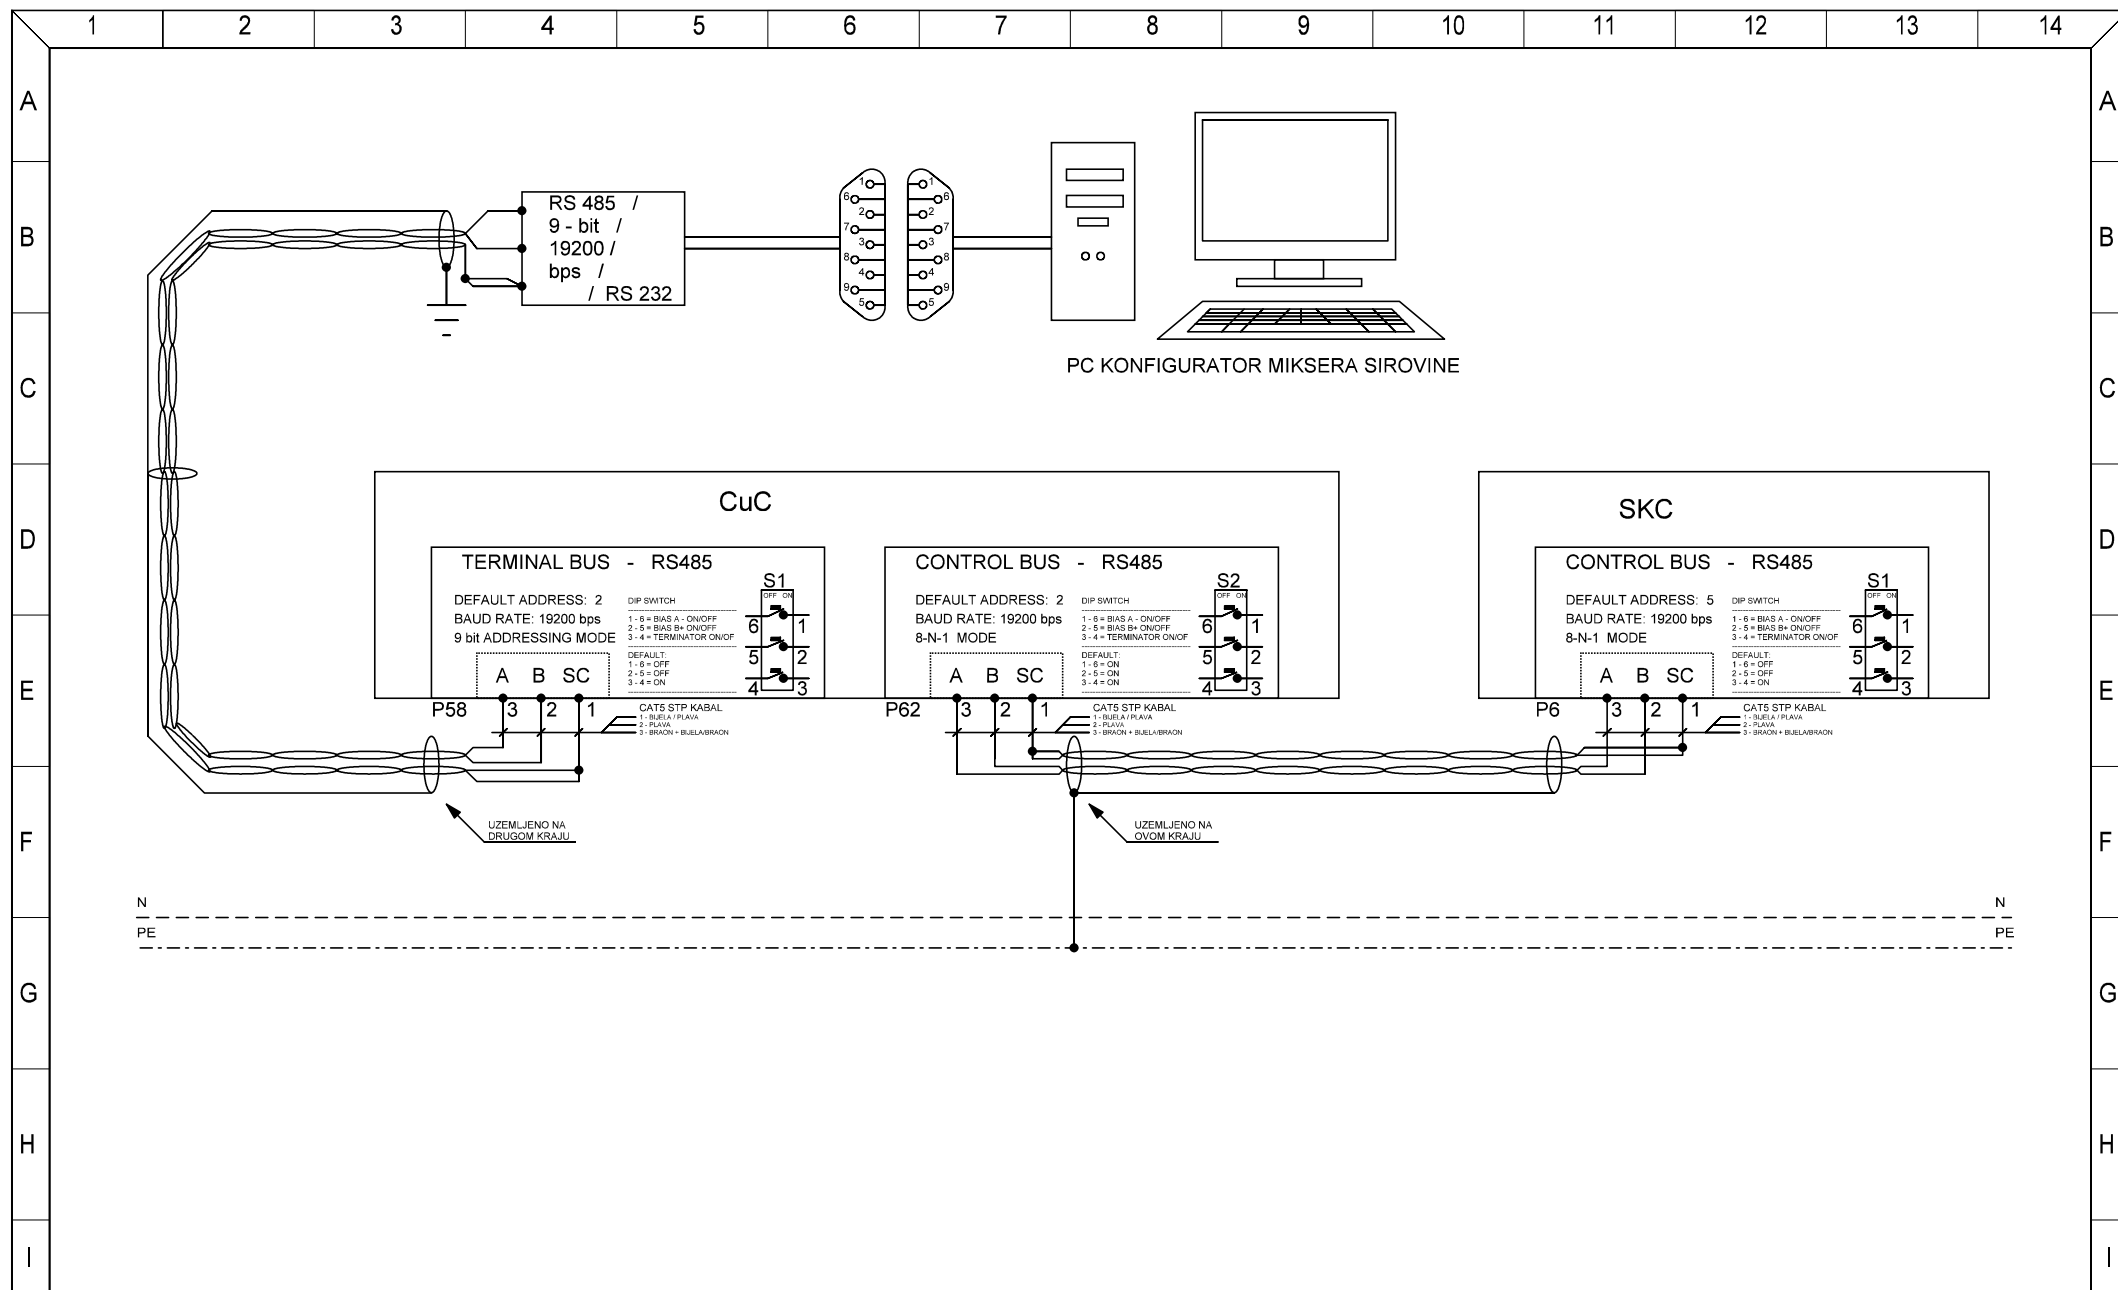 1 2 3 4 5 6 7 8 9 10 11 12 13 14
A A
B B
C C
D D
E E
F F
G G
H H
I I
RS 485 /
9 - bit /
19200 /
bps /
/ RS 232
1
6
2
7
3
8
4
9
5
1
6
2
7
3
8
4
9
5
PC KONFIGURATOR MIKSERA SIROVINE
CuC
TERMINAL BUS - RS485
DEFAULT ADDRESS: 2
BAUD RATE: 19200 bps
9 bit ADDRESSING MODE
DIP SWITCH
1 - 6 = BIAS A - ON/OFF
2 - 5 = BIAS B+ ON/OFF
3 - 4 = TERMINATOR ON/OF
DEFAULT:
1 - 6 = OFF
2 - 5 = OFF
3 - 4 = ON
S1
OFF ON
6 1
5 2
4 3
A B SC
P58 3 2 1
CAT5 STP KABAL
1 - BIJELA / PLAVA
2 - PLAVA
3 - BRAON + BIJELA/BRAON
CONTROL BUS - RS485
DEFAULT ADDRESS: 2
BAUD RATE: 19200 bps
8-N-1 MODE
DIP SWITCH
1 - 6 = BIAS A - ON/OFF
2 - 5 = BIAS B+ ON/OFF
3 - 4 = TERMINATOR ON/OF
DEFAULT:
1 - 6 = ON
2 - 5 = ON
3 - 4 = ON
S2
OFF ON
6 1
5 2
4 3
A B SC
P62 3 2 1
CAT5 STP KABAL
1 - BIJELA / PLAVA
2 - PLAVA
3 - BRAON + BIJELA/BRAON
SKC
CONTROL BUS - RS485
DEFAULT ADDRESS: 5
BAUD RATE: 19200 bps
8-N-1 MODE
DIP SWITCH
1 - 6 = BIAS A - ON/OFF
2 - 5 = BIAS B+ ON/OFF
3 - 4 = TERMINATOR ON/OF
DEFAULT:
1 - 6 = OFF
2 - 5 = OFF
3 - 4 = ON
S1
OFF ON
6 1
5 2
4 3
A B SC
P6 3 2 1
CAT5 STP KABAL
1 - BIJELA / PLAVA
2 - PLAVA
3 - BRAON + BIJELA/BRAON
UZEMLJENO NA
DRUGOM KRAJU
UZEMLJENO NA
OVOM KRAJU
N N
PE PE